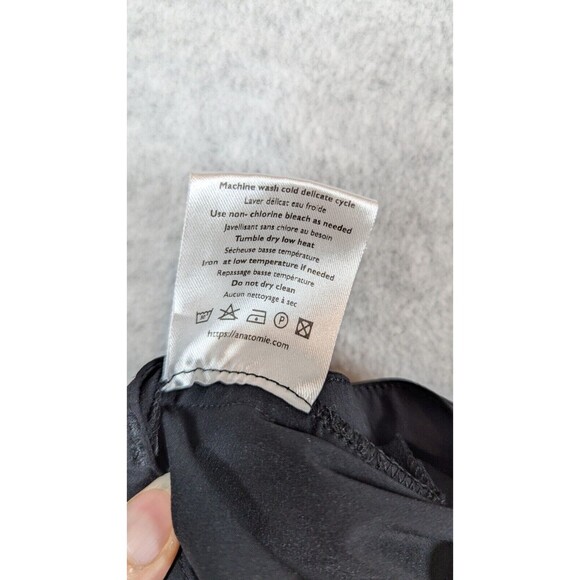 Machine wash cold delicate cycle
Laver délicat eau froide
Use non- chlorine bleach as needed
Javellisant sans chlore au besoin
Tumble dry low heat
Sécheuse basse température
Iron at low temperature if needed
Repassage basse température
Do not dry clean
Aucun nettoyage à sec
P
https://anatomie.com